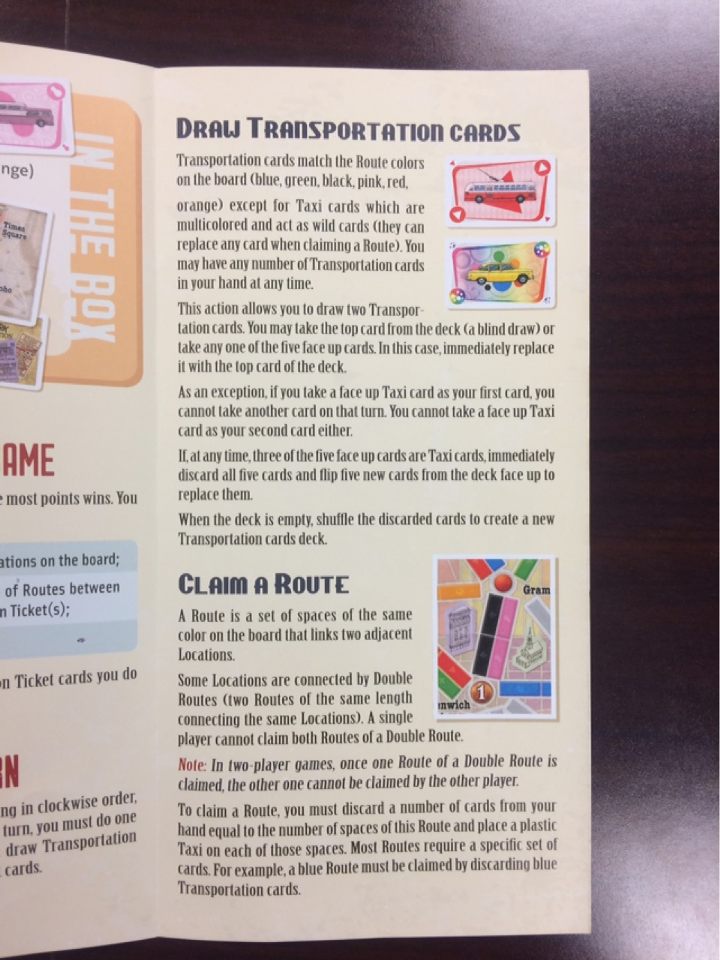 IN THE BOX
nge)
Times
Square
AME
e most points wins. You
ations on the board;
of Routes between
n Ticket(s);
on Ticket cards you do
RN
ng in clockwise order,
turn, you must do one
draw Transportation
cards.
DRAW TRANSPORTATION CARDS
Transportation cards match the Route colors
on the board (blue, green, black, pink, red,
orange) except for Taxi cards which are
multicolored and act as wild cards (they can
replace any card when claiming a Route). You
may have any number of Transportation cards
in your hand at any time.
This action allows you to draw two Transpor-
tation cards. You may take the top card from the deck (a blind draw) or
take any one of the five face up cards. In this case, immediately replace
it with the top card of the deck.
As an exception, if you take a face up Taxi card as your first card, you
cannot take another card on that turn. You cannot take a face up Taxi
card as your second card either.
If, at any time, three of the five face up cards are Taxi cards, immediately
discard all five cards and flip five new cards from the deck face up to
replace them.
When the deck is empty, shuffle the discarded cards to create a new
Transportation cards deck.
CLAIM A ROUTE
A Route is a set of spaces of the same
color on the board that links two adjacent
Locations.
Some Locations are connected by Double
Routes (two Routes of the same length
connecting the same Locations). A single
player cannot claim both Routes of a Double Route.
Gram
enwich
1
Note: In two-player games, once one Route of a Double Route is
claimed, the other one cannot be claimed by the other player.
To claim a Route, you must discard a number of cards from your
hand equal to the number of spaces of this Route and place a plastic
Taxi on each of those spaces. Most Routes require a specific set of
cards. For example, a blue Route must be claimed by discarding blue
Transportation cards.